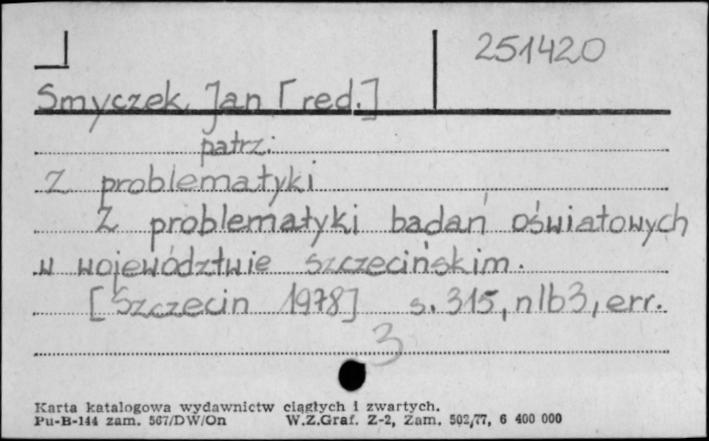 251420
Smyczek, Jan [red.]
patrz:
Z problematyki
Z problematyki badań oświatowych
w województwie szczecińskim.
[Szczecin 1978] s. 315, nlb3, err.
3
Karta katalogowa wydawnictw ciągłych i zwartych.
Pu-B-144 zam. 567/DW/On W.Z.Graf. Z-2, Zam. 502/77, 6 400 000